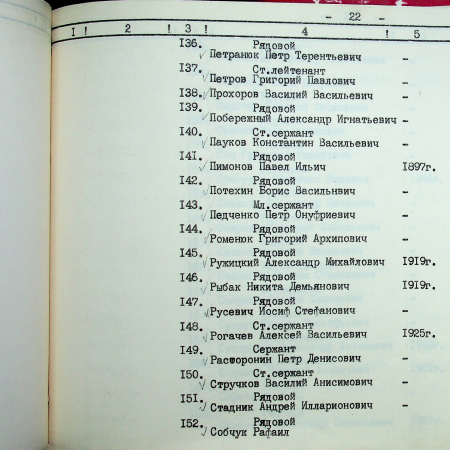 - 22 -
I ! 2 ! 3 ! 4 ! 5
I36. Рядовой
Петранюк Петр Терентьевич -
I37. Ст.лейтенант
Петров Григорий Павлович -
I38. Прохоров Василий Васильевич -
I39. Рядовой
Побережный Александр Игнатьевич -
I40. Ст.сержант
Пауков Константин Васильевич -
I41. Рядовой
Пимонов Павел Ильич I897г.
I42. Рядовой
Потехин Борис Васильнвич -
I43. Мл.сержант
Педченко Петр Онуфриевич -
I44. Рядовой
Роменюк Григорий Архипович -
I45. Рядовой
Ружицкий Александр Михайлович I9I9г.
I46. Рядовой
Рыбак Никита Демьянович I9I9г.
I47. Рядовой
Русевич Иосиф Стефанович -
I48. Ст.сержант
Рогачев Алексей Васильевич I925г.
I49. Сержант
Расторонин Петр Денисович -
I50. Ст.сержант
Стручков Василий Анисимович -
I5I. Рядовой
Стадник Андрей Илларионович -
I52. Рядовой
Собчук Рафаил